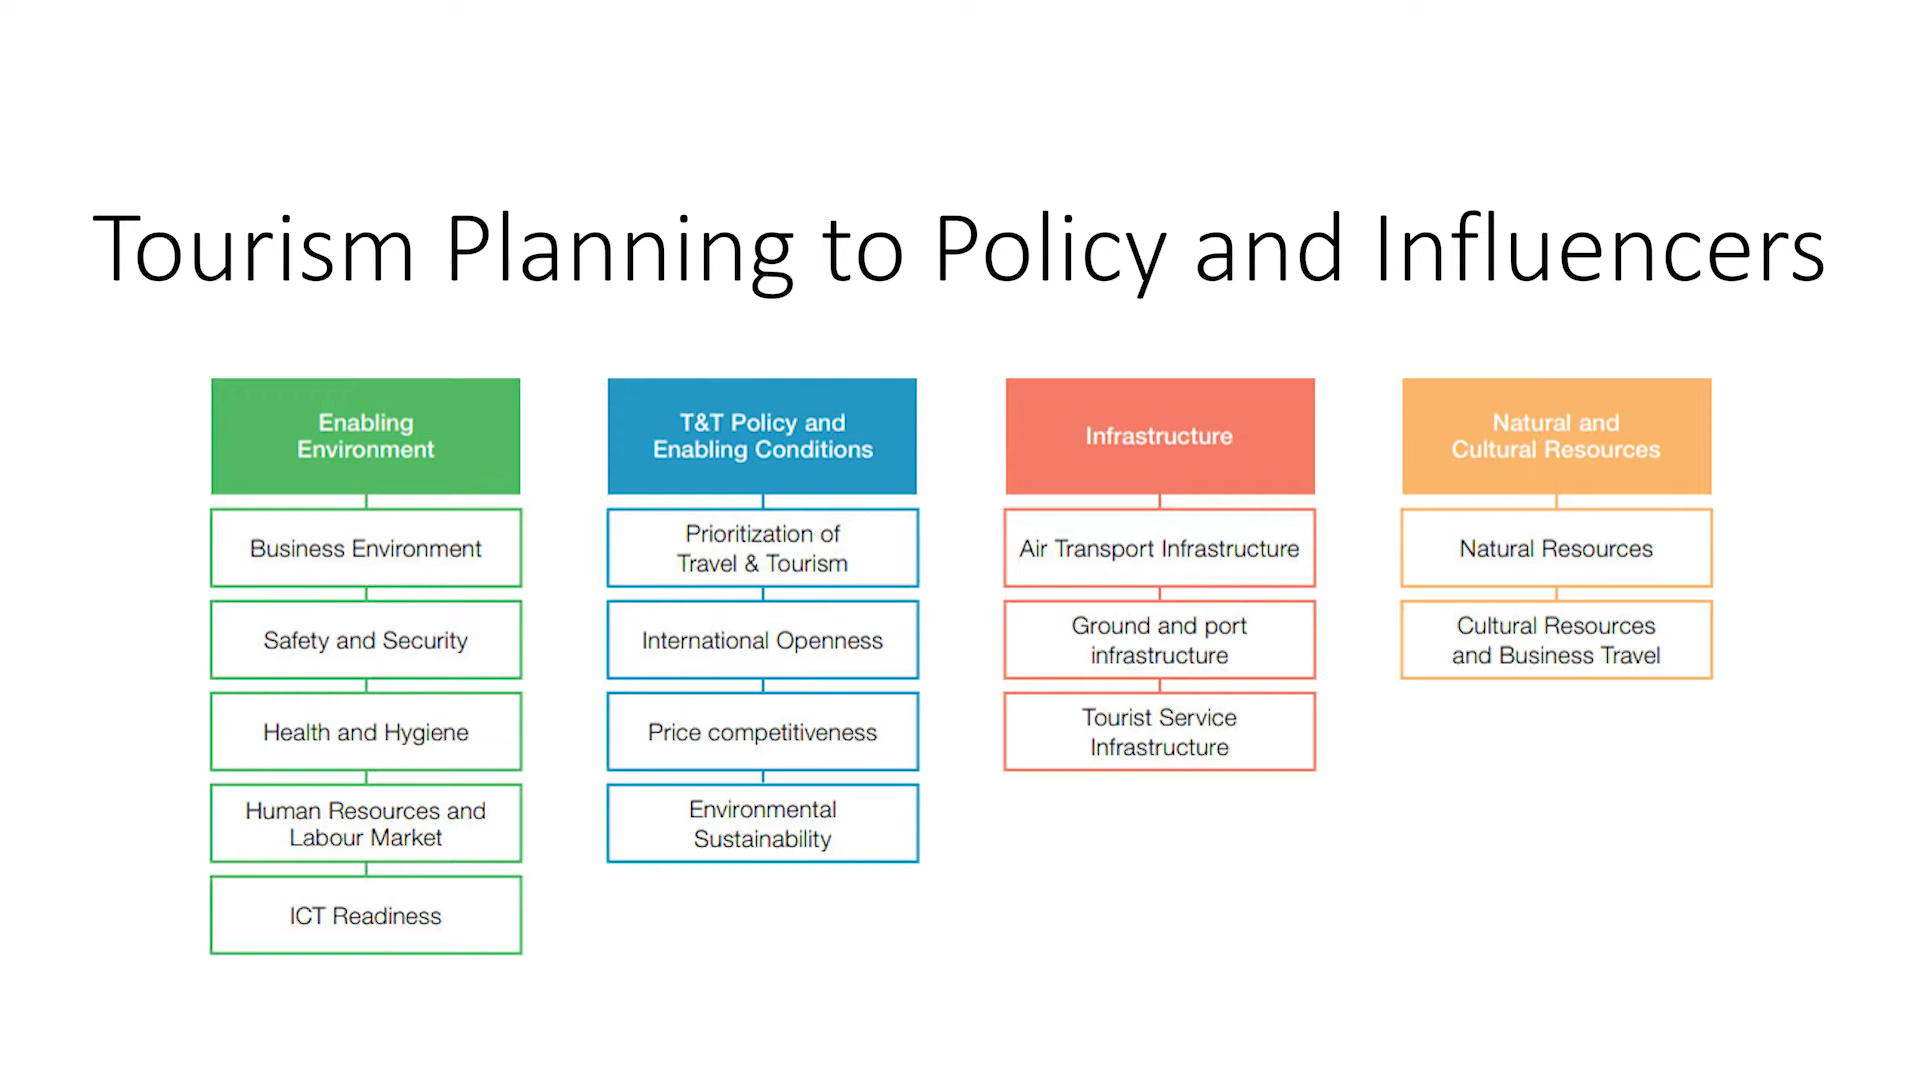 Tourism Planning to Policy and Influencers
Enabling
Environment
Business Environment
Safety and Security
Health and Hygiene
Human Resources and
Labour Market
ICT Readiness
T&T Policy and
Enabling Conditions
Prioritization of
Travel & Tourism
International Openness
Price competitiveness
Environmental
Sustainability
Infrastructure
Air Transport Infrastructure
Ground and port
infrastructure
Tourist Service
Infrastructure
Natural and
Cultural Resources
Natural Resources
Cultural Resources
and Business Travel